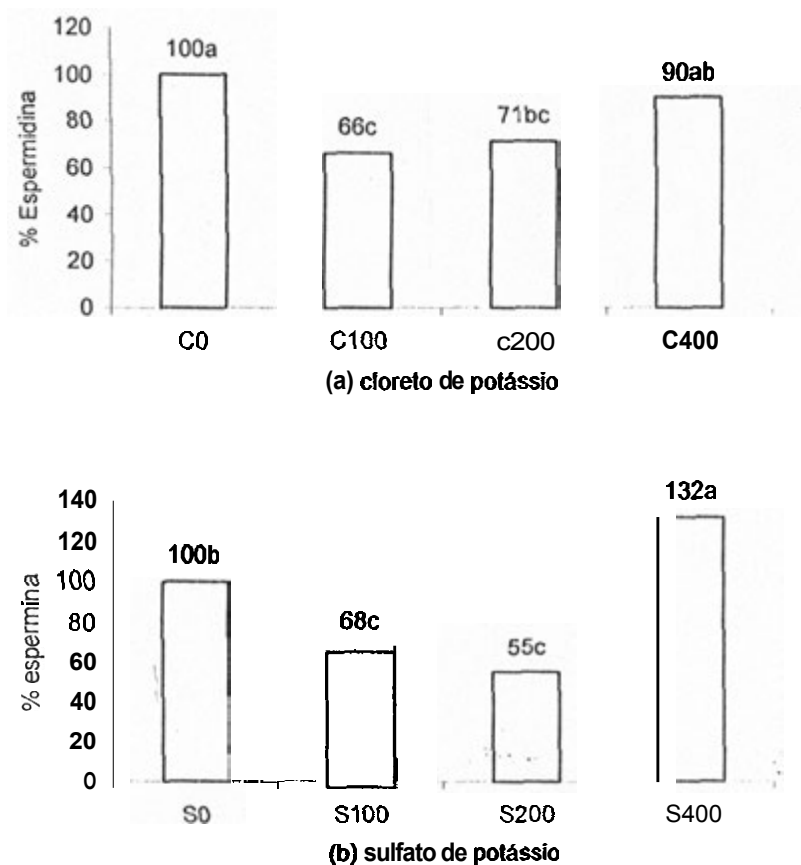 120
100
80
60
40
20
0
% Espermidina
100a
66c
71bc
90ab
C0
C100
c200
C400
(a) cloreto de potássio
140
120
100
80
60
40
20
0
% espermina
100b
68c
55c
132a
S0
S100
S200
S400
(b) sulfato de potássio